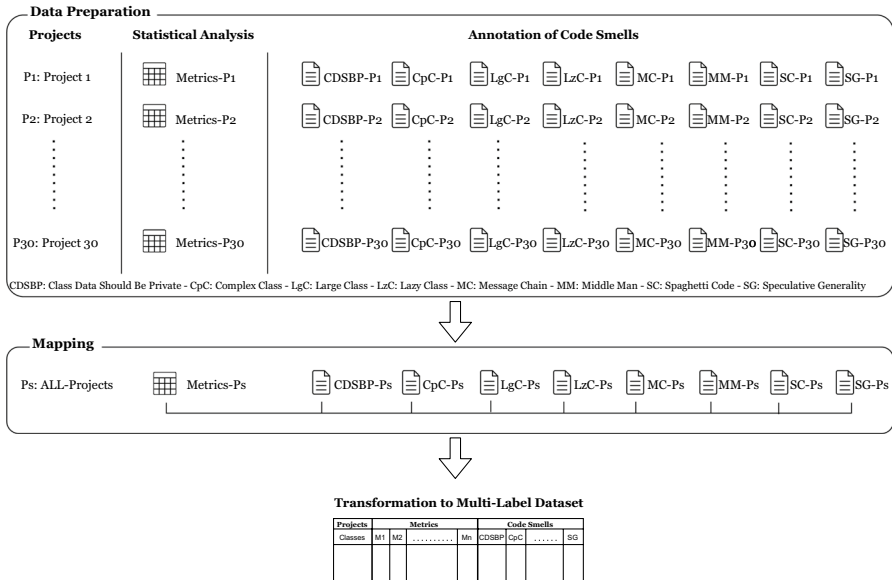 Data Preparation
Projects Statistical Analysis Annotation of Code Smells
P1: Project 1 Metrics-P1 CDSBP-P1 CpC-P1 LgC-P1 LzC-P1 MC-P1 MM-P1 SC-P1 SG-P1
P2: Project 2 Metrics-P2 CDSBP-P2 CpC-P2 LgC-P2 LzC-P2 MC-P2 MM-P2 SC-P2 SG-P2
P30: Project 30 Metrics-P30 CDSBP-P30 CpC-P30 LgC-P30 LzC-P30 MC-P30 MM-P30 SC-P30 SG-P30
CDSBP: Class Data Should Be Private - CpC: Complex Class - LgC: Large Class - LzC: Lazy Class - MC: Message Chain - MM: Middle Man - SC: Spaghetti Code - SG: Speculative Generality
Mapping
Ps: ALL-Projects Metrics-Ps CDSBP-Ps CpC-Ps LgC-Ps LzC-Ps MC-Ps MM-Ps SC-Ps SG-Ps
Transformation to Multi-Label Dataset
Projects Metrics Code Smells
Classes M1 M2 .......... Mn CDSBP CpC ...... SG